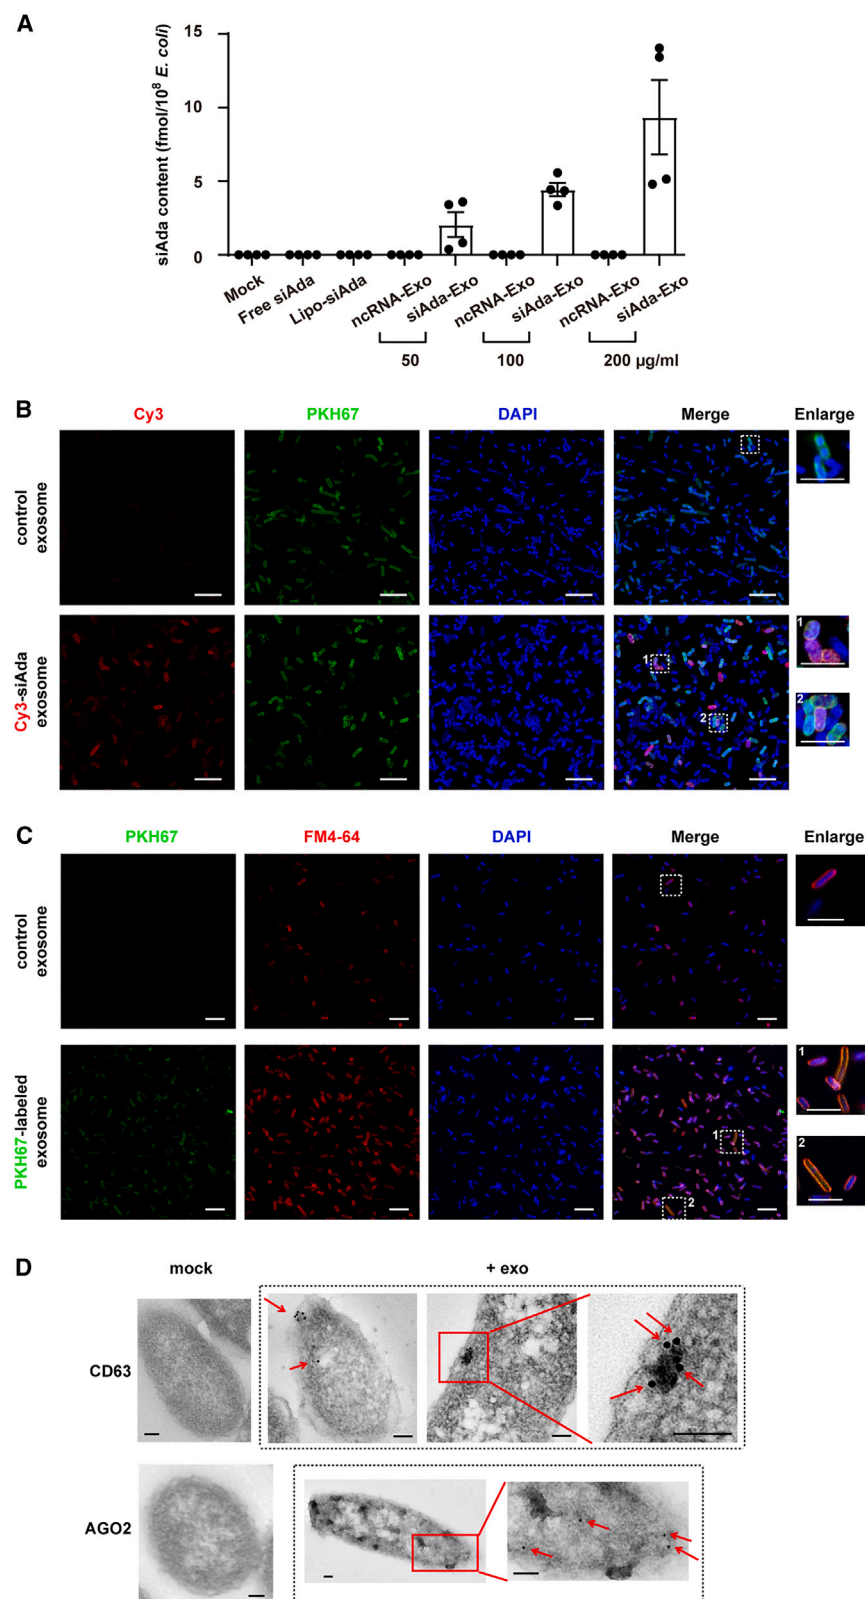 A
siAda content (fmol/10⁸ E. coli)
15
10
5
0
Mock
Free siAda
Lipo-siAda
ncRNA-Exo
siAda-Exo
ncRNA-Exo
siAda-Exo
ncRNA-Exo
siAda-Exo
50
100
200 µg/ml
B
Cy3
PKH67
DAPI
Merge
Enlarge
control
exosome
Cy3-siAda
exosome
1
2
1
2
C
PKH67
FM4-64
DAPI
Merge
Enlarge
control
exosome
PKH67-labeled
exosome
1
2
1
2
D
mock
+ exo
CD63
AGO2